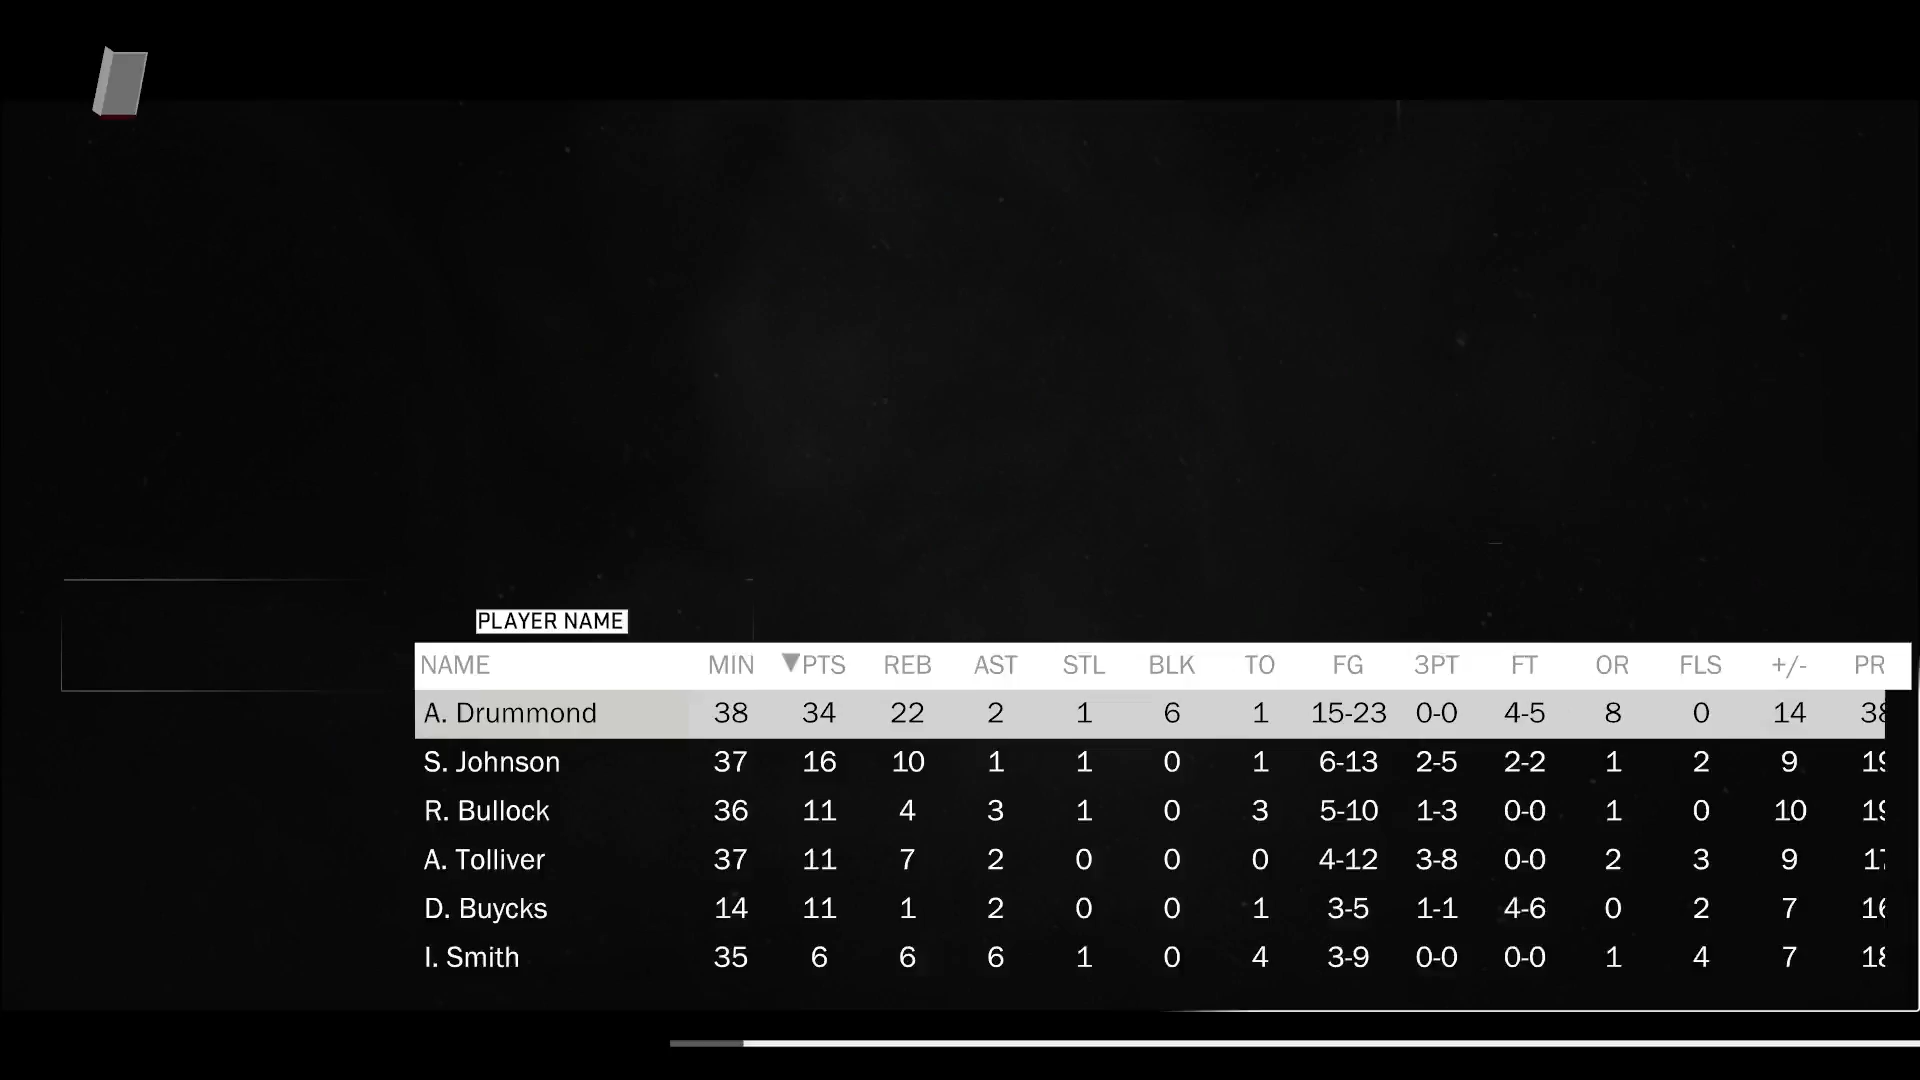 PLAYER NAME
NAME MIN ▼PTS REB AST STL BLK TO FG 3PT FT OR FLS +/- PR
A. Drummond 38 34 22 2 1 6 1 15-23 0-0 4-5 8 0 14
S. Johnson 37 16 10 1 1 0 1 6-13 2-5 2-2 1 2 9
R. Bullock 36 11 4 3 1 0 3 5-10 1-3 0-0 1 0 10
A. Tolliver 37 11 7 2 0 0 0 4-12 3-8 0-0 2 3 9
D. Buycks 14 11 1 2 0 0 1 3-5 1-1 4-6 0 2 7
I. Smith 35 6 6 6 1 0 4 3-9 0-0 0-0 1 4 7